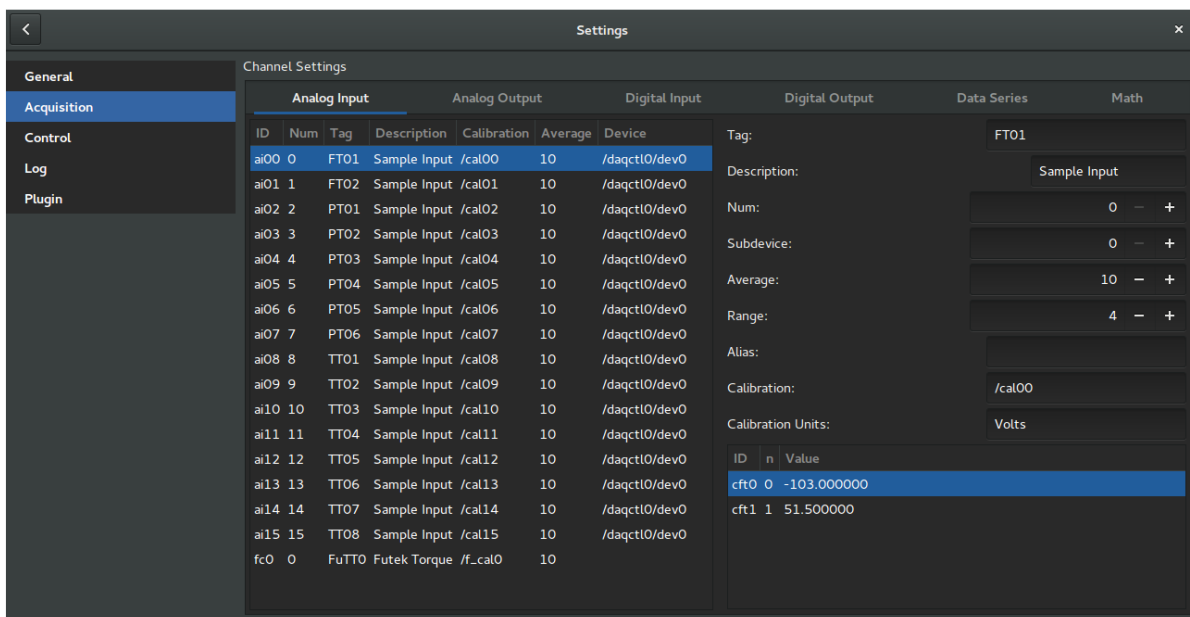 Settings
General
Acquisition
Control
Log
Plugin
Channel Settings
Analog Input Analog Output Digital Input Digital Output Data Series Math
ID Num Tag Description Calibration Average Device
ai00 0 FT01 Sample Input /cal00 10 /daqctl0/dev0
ai01 1 FT02 Sample Input /cal01 10 /daqctl0/dev0
ai02 2 PT01 Sample Input /cal02 10 /daqctl0/dev0
ai03 3 PT02 Sample Input /cal03 10 /daqctl0/dev0
ai04 4 PT03 Sample Input /cal04 10 /daqctl0/dev0
ai05 5 PT04 Sample Input /cal05 10 /daqctl0/dev0
ai06 6 PT05 Sample Input /cal06 10 /daqctl0/dev0
ai07 7 PT06 Sample Input /cal07 10 /daqctl0/dev0
ai08 8 TT01 Sample Input /cal08 10 /daqctl0/dev0
ai09 9 TT02 Sample Input /cal09 10 /daqctl0/dev0
ai10 10 TT03 Sample Input /cal10 10 /daqctl0/dev0
ai11 11 TT04 Sample Input /cal11 10 /daqctl0/dev0
ai12 12 TT05 Sample Input /cal12 10 /daqctl0/dev0
ai13 13 TT06 Sample Input /cal13 10 /daqctl0/dev0
ai14 14 TT07 Sample Input /cal14 10 /daqctl0/dev0
ai15 15 TT08 Sample Input /cal15 10 /daqctl0/dev0
fc0 0 FuTT0 Futek Torque /f_cal0 10
Tag: FT01
Description: Sample Input
Num: 0 − +
Subdevice: 0 − +
Average: 10 − +
Range: 4 − +
Alias:
Calibration: /cal00
Calibration Units: Volts
ID n Value
cft0 0 -103.000000
cft1 1 51.500000